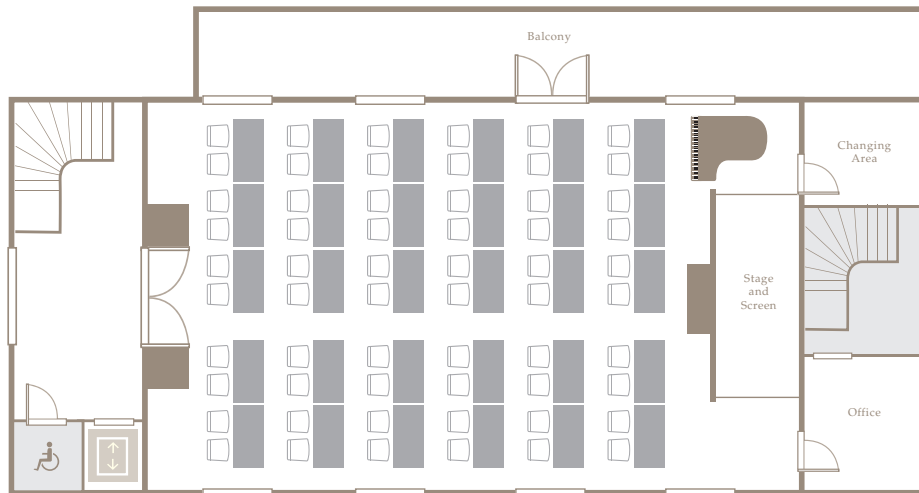 Balcony
Changing
Area
Stage
and
Screen
Office